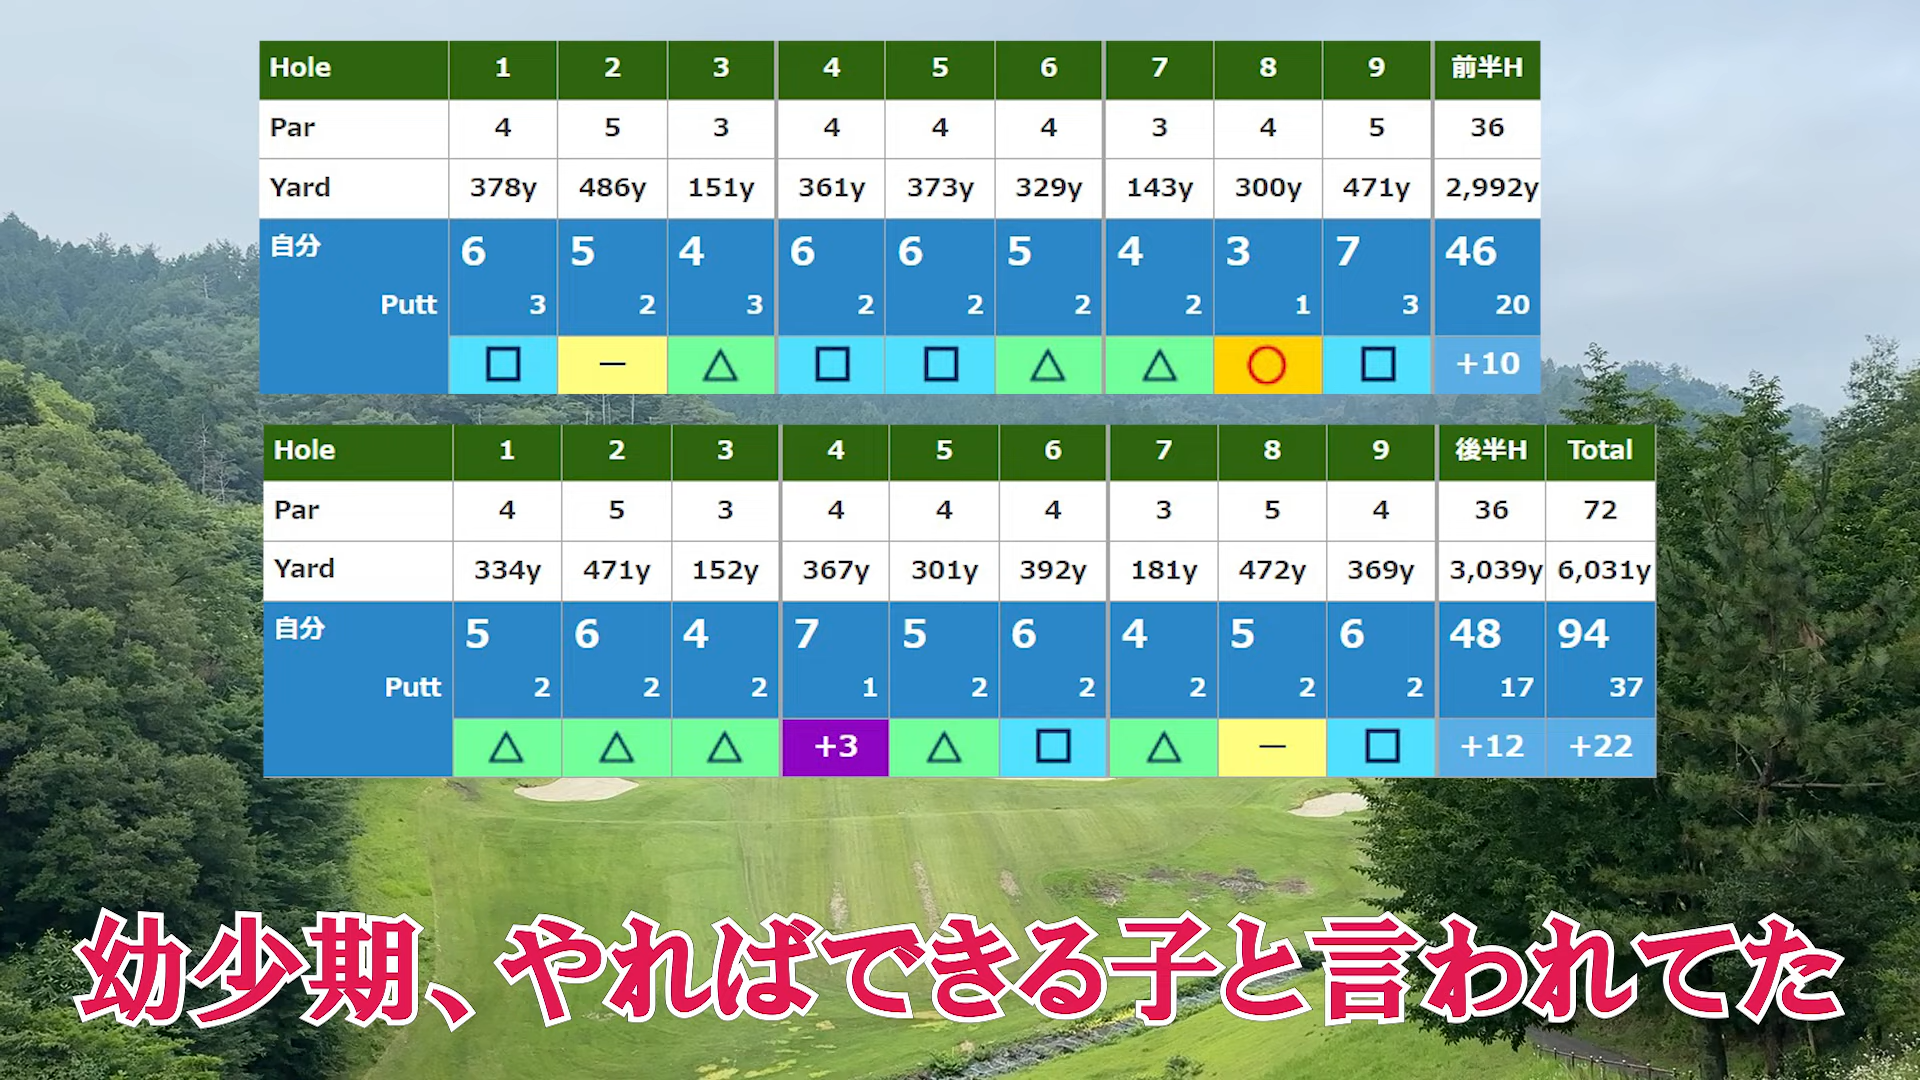 Hole 1 2 3 4 5 6 7 8 9 前半H
Par 4 5 3 4 4 4 3 4 5 36
Yard 378y 486y 151y 361y 373y 329y 143y 300y 471y 2,992y
自分 6 5 4 6 6 5 4 3 7 46
Putt 3 2 3 2 2 2 2 1 3 20
□ － △ □ □ △ △ ○ □ +10
Hole 1 2 3 4 5 6 7 8 9 後半H Total
Par 4 5 3 4 4 4 3 5 4 36 72
Yard 334y 471y 152y 367y 301y 392y 181y 472y 369y 3,039y 6,031y
自分 5 6 4 7 5 6 4 5 6 48 94
Putt 2 2 2 1 2 2 2 2 2 17 37
△ △ △ +3 △ □ △ － □ +12 +22
幼少期、やればできる子と言われてた